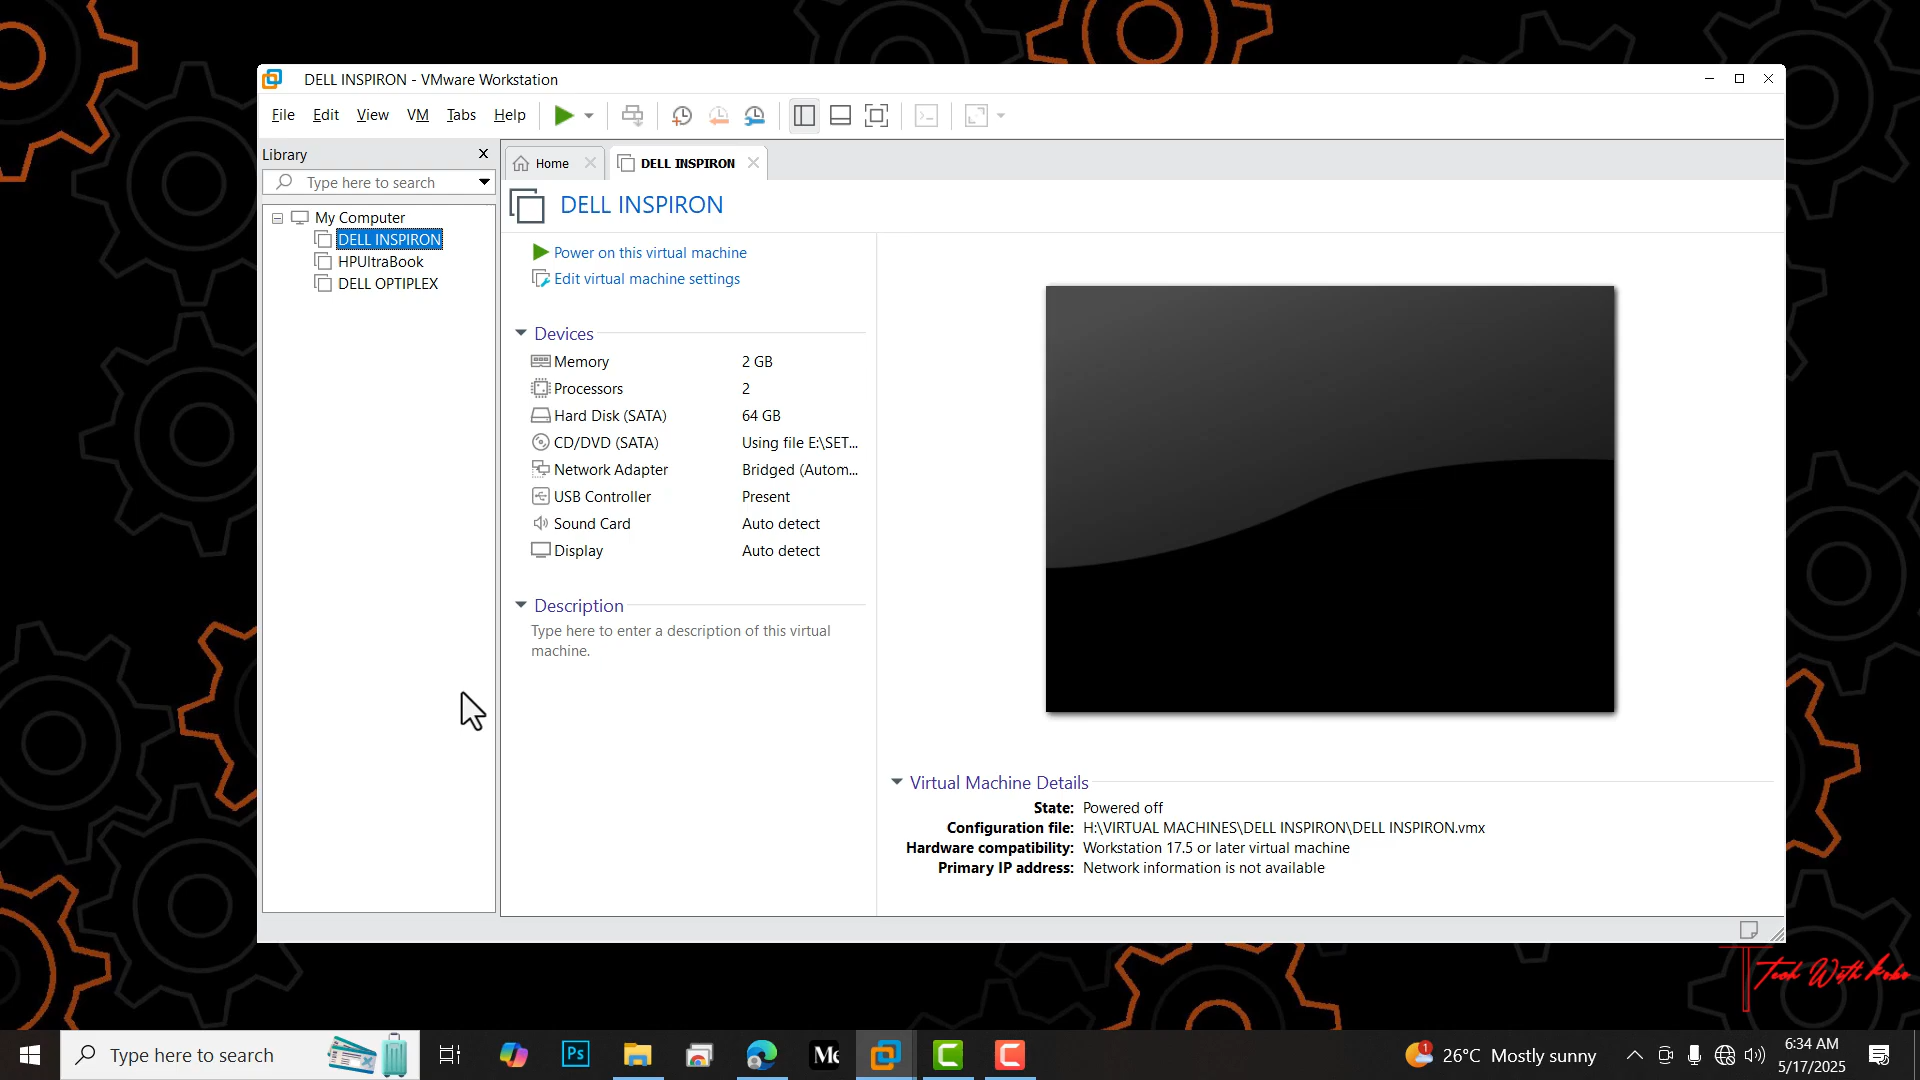 DELL INSPIRON - VMware Workstation
File Edit View VM Tabs Help
Library
Type here to search
My Computer
DELL INSPIRON
HPUltraBook
DELL OPTIPLEX
Home
DELL INSPIRON
DELL INSPIRON
Power on this virtual machine
Edit virtual machine settings
Devices
Memory 2 GB
Processors 2
Hard Disk (SATA) 64 GB
CD/DVD (SATA) Using file E:\SET...
Network Adapter Bridged (Autom...
USB Controller Present
Sound Card Auto detect
Display Auto detect
Description
Type here to enter a description of this virtual
machine.
Virtual Machine Details
State: Powered off
Configuration file: H:\VIRTUAL MACHINES\DELL INSPIRON\DELL INSPIRON.vmx
Hardware compatibility: Workstation 17.5 or later virtual machine
Primary IP address: Network information is not available
Tech With Kobo
Type here to search
Ps
Me
1
26°C Mostly sunny
6:34 AM
5/17/2025